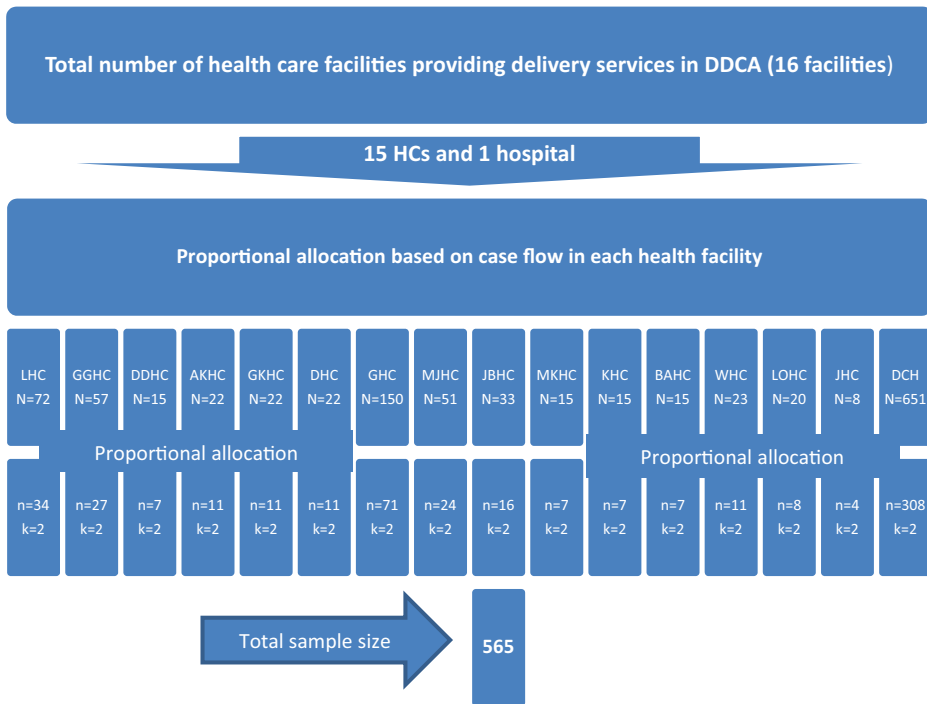 Total number of health care facilities providing delivery services in DDCA (16 facilities)
15 HCs and 1 hospital
Proportional allocation based on case flow in each health facility
LHC GGHC DDHC AKHC GKHC DHC GHC MJHC JBHC MKHC KHC BAHC WHC LOHC JHC DCH
N=72 N=57 N=15 N=22 N=22 N=22 N=150 N=51 N=33 N=15 N=15 N=15 N=23 N=20 N=8 N=651
Proportional allocation Proportional allocation
n=34 n=27 n=7 n=11 n=11 n=11 n=71 n=24 n=16 n=7 n=7 n=7 n=11 n=8 n=4 n=308
k=2 k=2 k=2 k=2 k=2 k=2 k=2 k=2 k=2 k=2 k=2 k=2 k=2 k=2 k=2 k=2
Total sample size 565